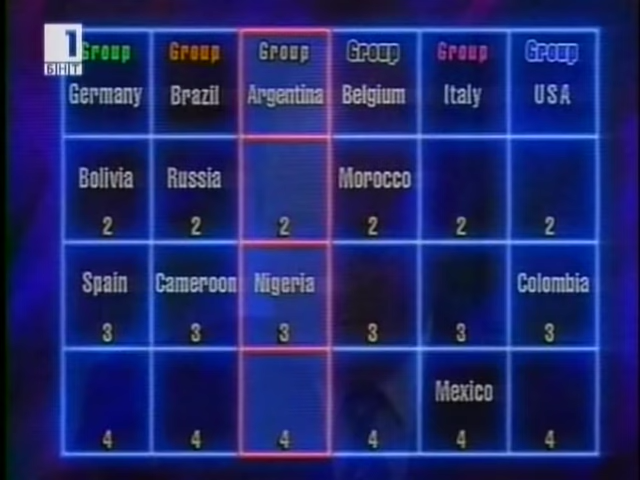 1
БНТ
Group Group Group Group Group Group
Germany Brazil Argentina Belgium Italy USA
Bolivia Russia Morocco
2 2 2 2 2 2
Spain Cameroon Nigeria Colombia
3 3 3 3 3 3
Mexico
4 4 4 4 4 4